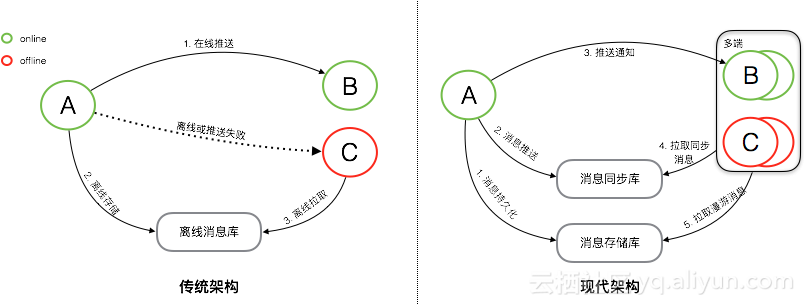 online
offline
1. 在线推送
A
B
离线或推送失败
C
2. 离线存储
3. 离线拉取
离线消息库
传统架构
多端
3. 推送通知
A
B
C
2. 消息推送
4. 拉取同步
消息
1. 消息持久化
消息同步库
5. 拉取漫游消息
消息存储库
现代架构
云栖社区 yq.aliyun.com